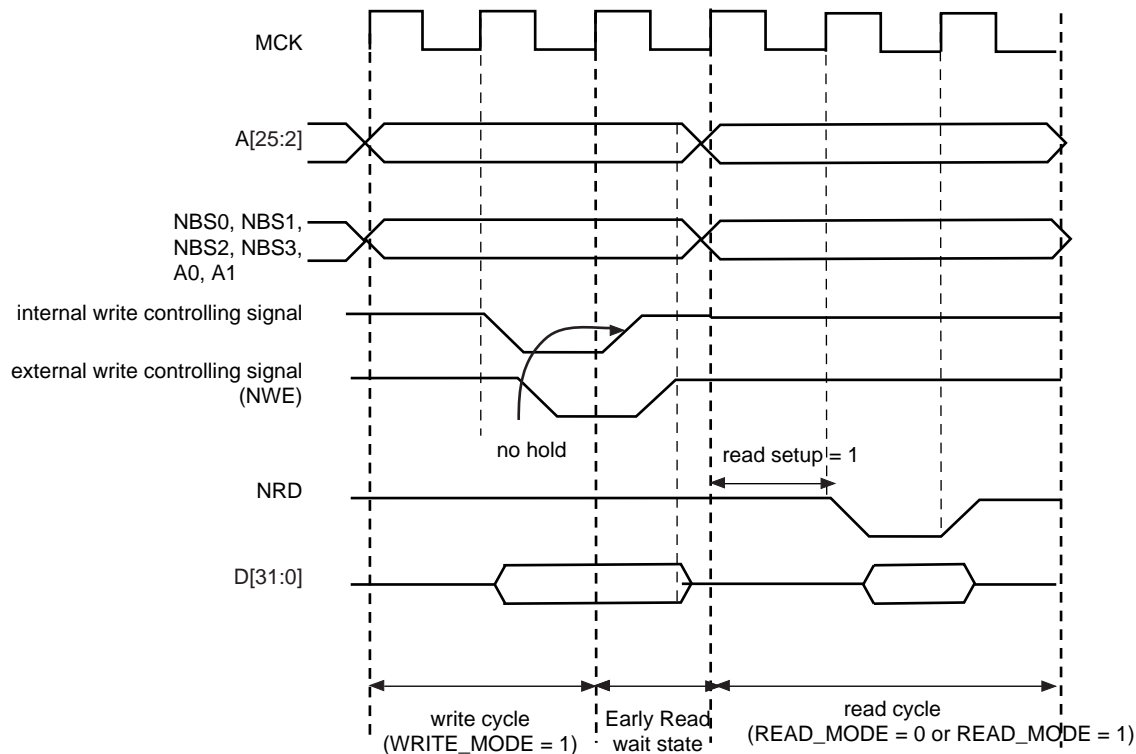 MCK
A[25:2]
NBS0, NBS1,
NBS2, NBS3,
A0, A1
internal write controlling signal
external write controlling signal
(NWE)
no hold
read setup = 1
NRD
D[31:0]
write cycle
(WRITE_MODE = 1)
Early Read
wait state
read cycle
(READ_MODE = 0 or READ_MODE = 1)